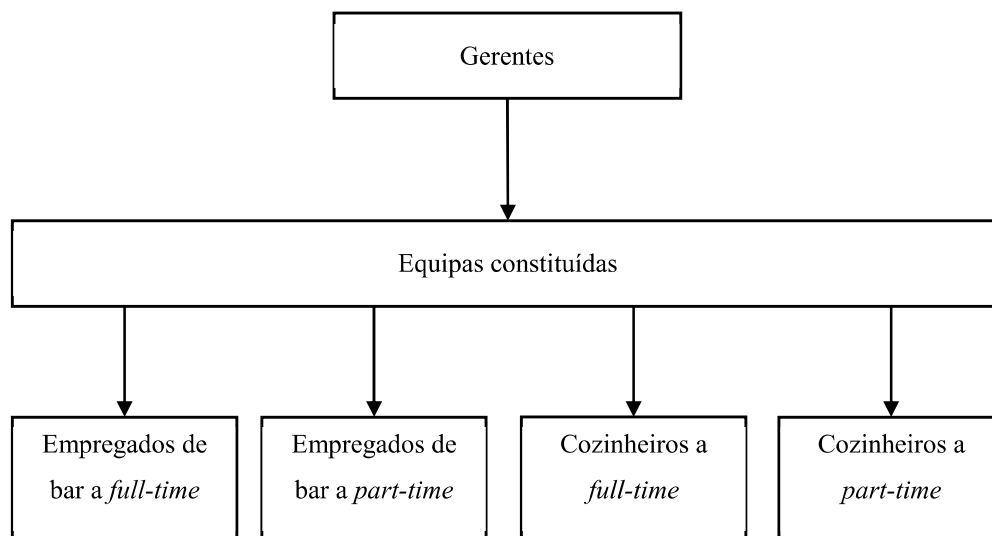 Gerentes
Equipas constituídas
Empregados de
bar a full-time
Empregados de
bar a part-time
Cozinheiros a
full-time
Cozinheiros a
part-time